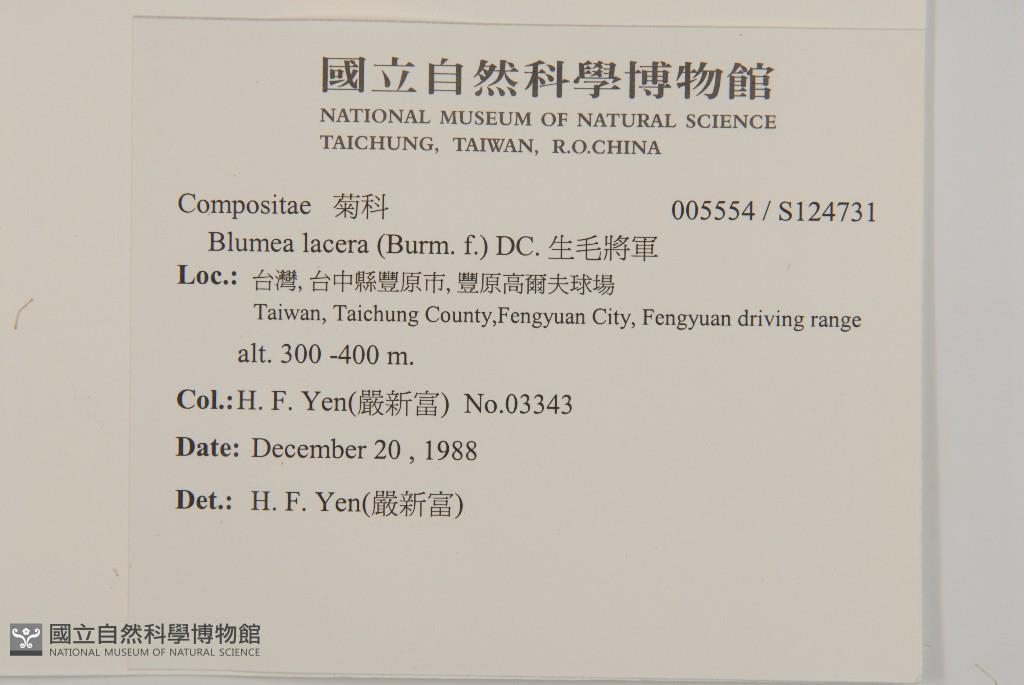 國立自然科學博物館
NATIONAL MUSEUM OF NATURAL SCIENCE
TAICHUNG, TAIWAN, R.O.CHINA
Compositae 菊科 005554 / S124731
Blumea lacera (Burm. f.) DC. 生毛將軍
Loc.: 台灣, 台中縣豐原市, 豐原高爾夫球場
Taiwan, Taichung County,Fengyuan City, Fengyuan driving range
alt. 300 -400 m.
Col.:H. F. Yen(嚴新富) No.03343
Date: December 20 , 1988
Det.: H. F. Yen(嚴新富)
國立自然科學博物館
NATIONAL MUSEUM OF NATURAL SCIENCE